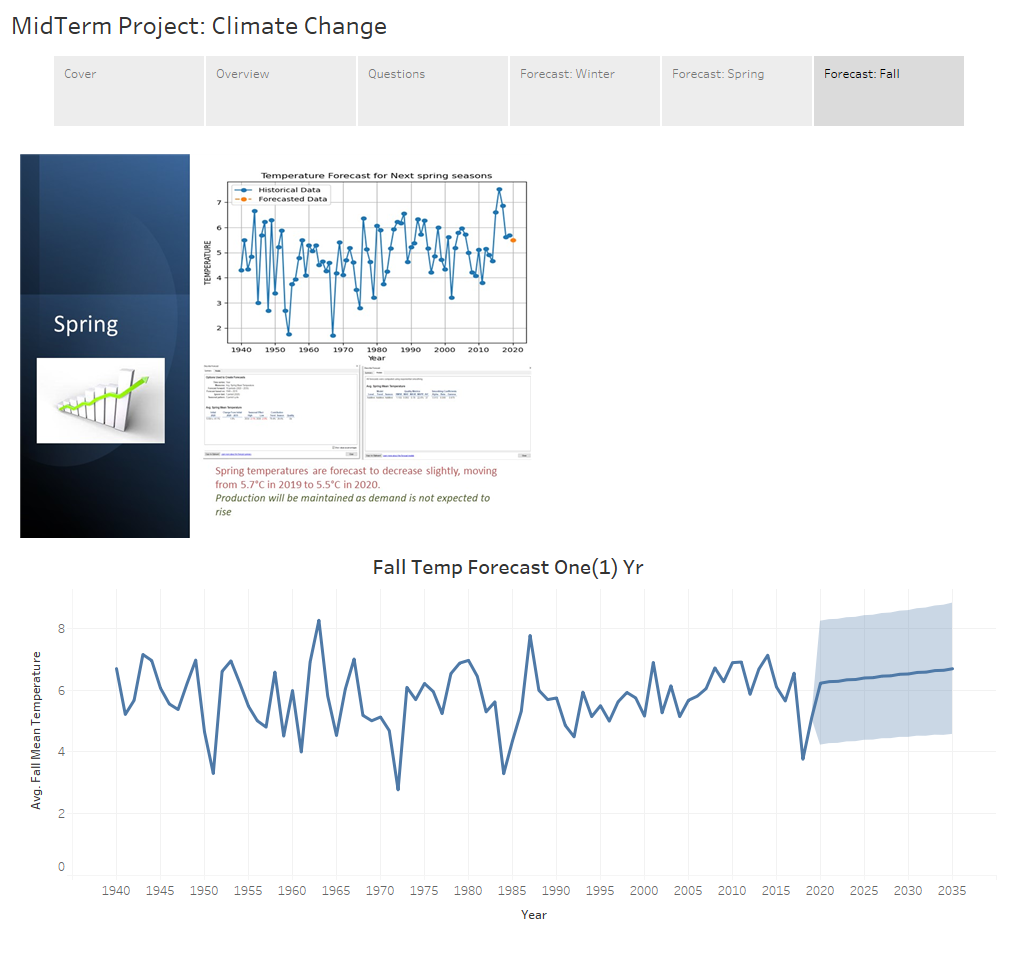 MidTerm Project: Climate Change
Cover
Overview
Questions
Forecast: Winter
Forecast: Spring
Forecast: Fall
Spring
Temperature Forecast for Next spring seasons
Historical Data
Forecasted Data
TEMPERATURE
7
6
5
4
3
2
1940 1950 1960 1970 1980 1990 2000 2010 2020
Year
Spring temperatures are forecast to decrease slightly, moving
from 5.7°C in 2019 to 5.5°C in 2020.
Production will be maintained as demand is not expected to
rise
Fall Temp Forecast One(1) Yr
Avg. Fall Mean Temperature
8
6
4
2
0
1940 1945 1950 1955 1960 1965 1970 1975 1980 1985 1990 1995 2000 2005 2010 2015 2020 2025 2030 2035
Year